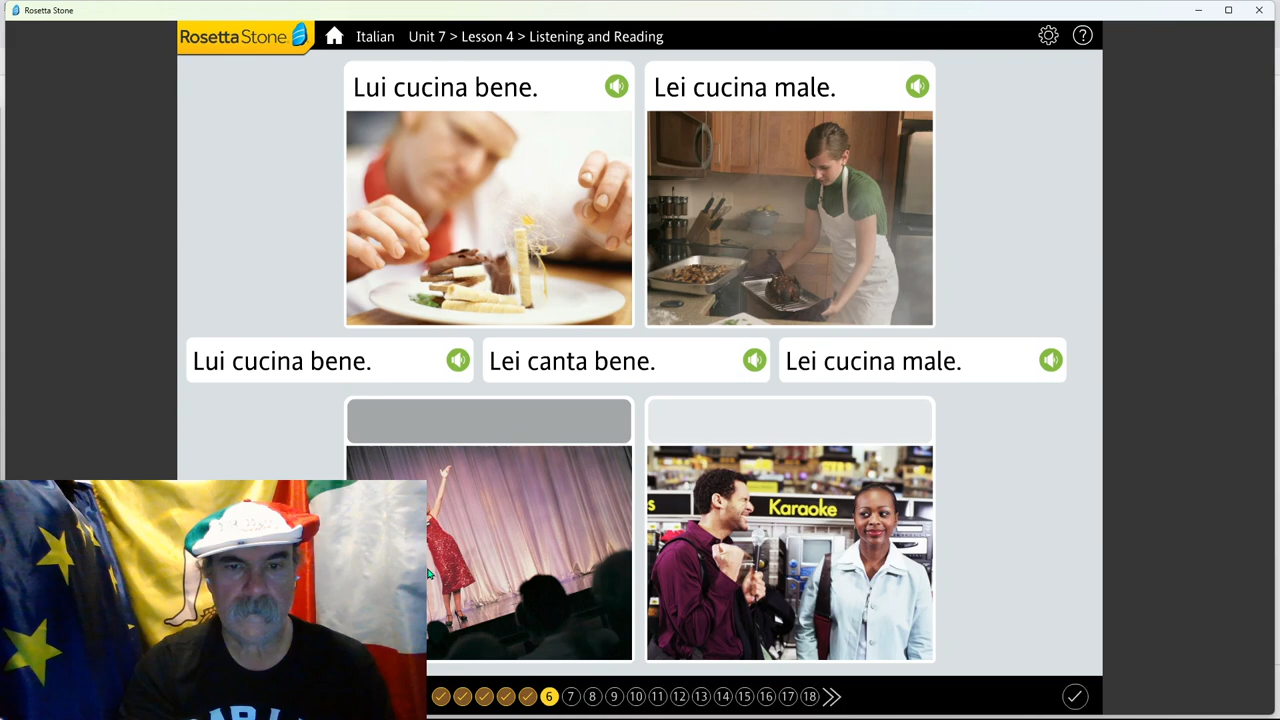 Rosetta Stone
RosettaStone Italian Unit 7 > Lesson 4 > Listening and Reading ?
Lui cucina bene. Lei cucina male.
Lui cucina bene. Lei canta bene. Lei cucina male.
s Karaoke
6 7 8 9 10 11 12 13 14 15 16 17 18